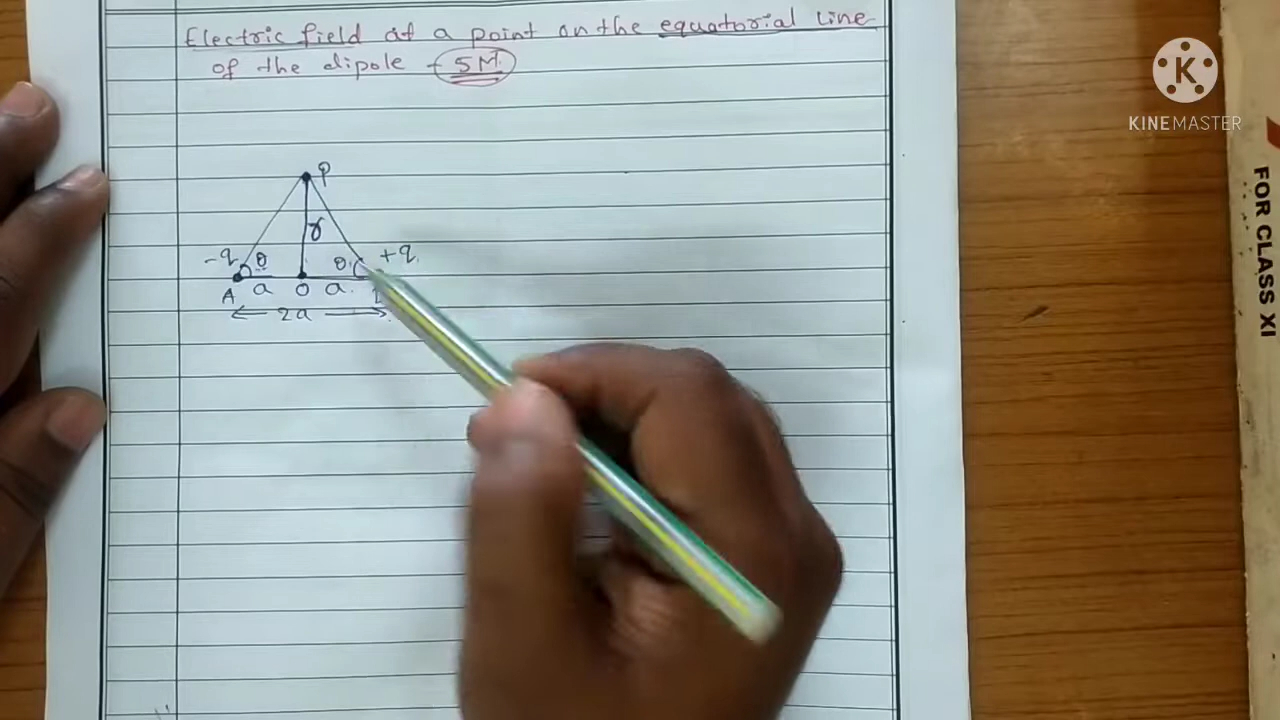 Electric field at a point on the equatorial line
of the dipole - 5M.
K
KINEMASTER
P
r
-q θ θ +q
A a O a
2a
FOR CLASS XI